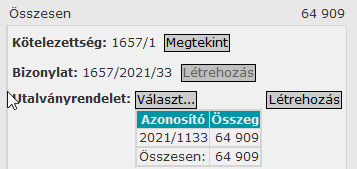 Összesen 64 909
Kötelezettség: 1657/1 Megtekint
Bizonylat: 1657/2021/33 Létrehozás
Utalványrendelet: Választ... Létrehozás
Azonosító Összeg
2021/1133 64 909
Összesen: 64 909